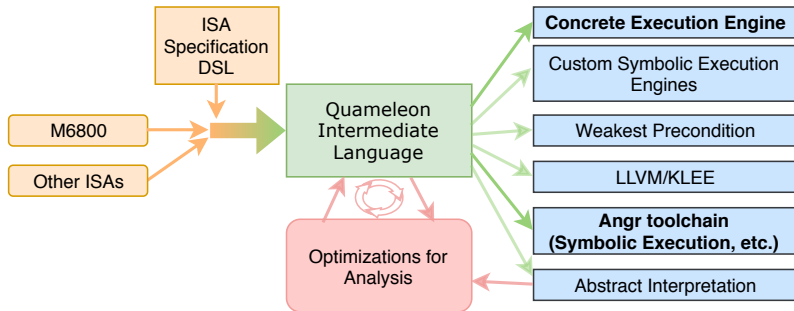 ISA
Specification
DSL
M6800
Other ISAs
Quameleon
Intermediate
Language
Optimizations for
Analysis
Concrete Execution Engine
Custom Symbolic Execution
Engines
Weakest Precondition
LLVM/KLEE
Angr toolchain
(Symbolic Execution, etc.)
Abstract Interpretation